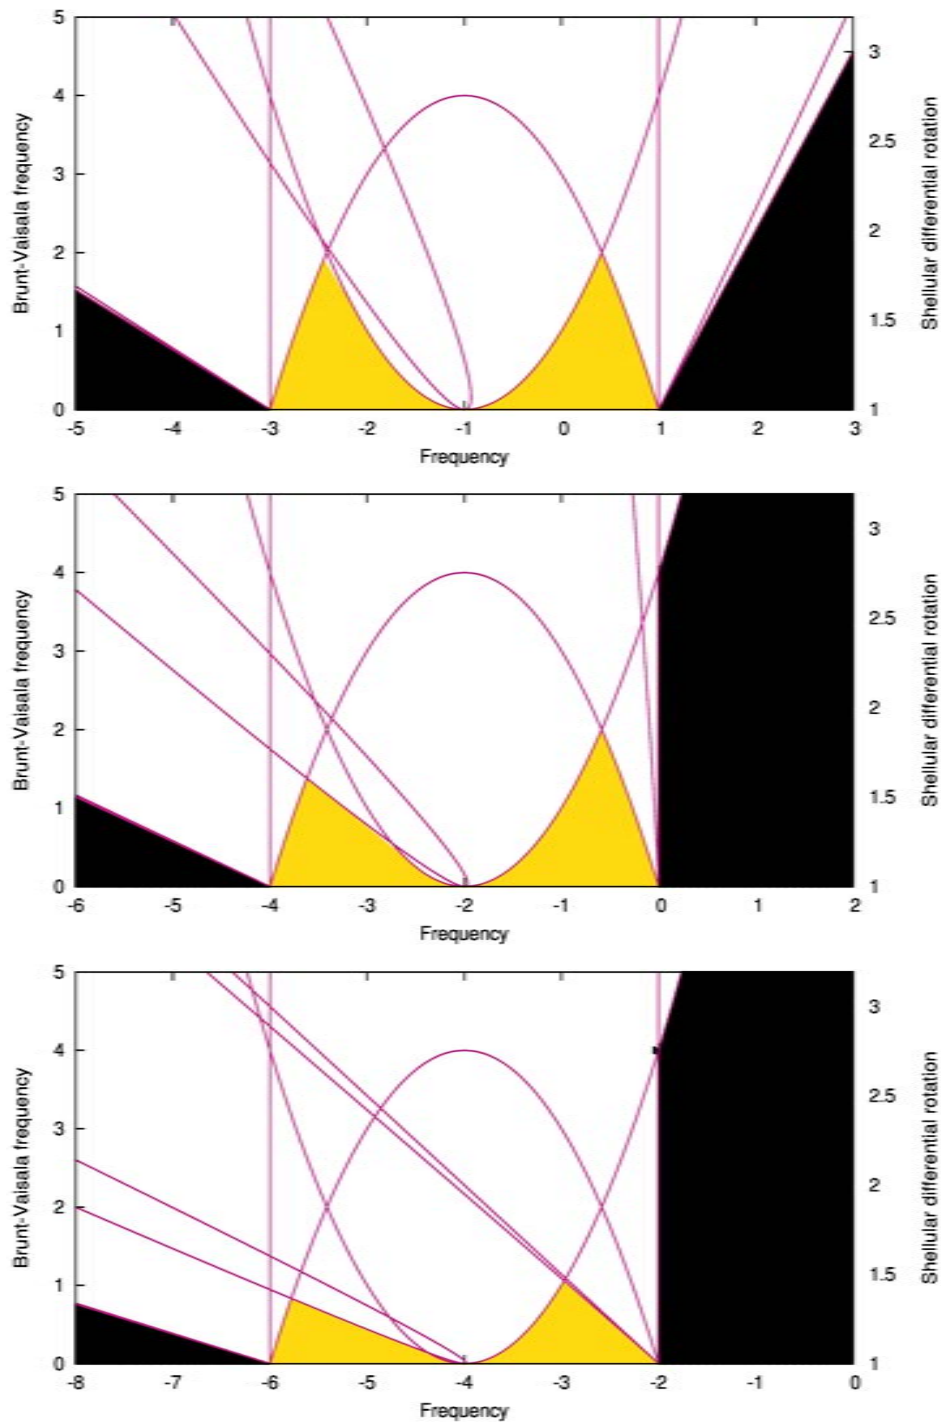 5
4
3
2
1
0
Brunt-Vaisala frequency
3
2.5
2
1.5
1
Shellular differential rotation
-5 -4 -3 -2 -1 0 1 2 3
Frequency
5
4
3
2
1
0
Brunt-Vaisala frequency
3
2.5
2
1.5
1
Shellular differential rotation
-6 -5 -4 -3 -2 -1 0 1 2
Frequency
5
4
3
2
1
0
Brunt-Vaisala frequency
3
2.5
2
1.5
1
Shellular differential rotation
-8 -7 -6 -5 -4 -3 -2 -1 0
Frequency